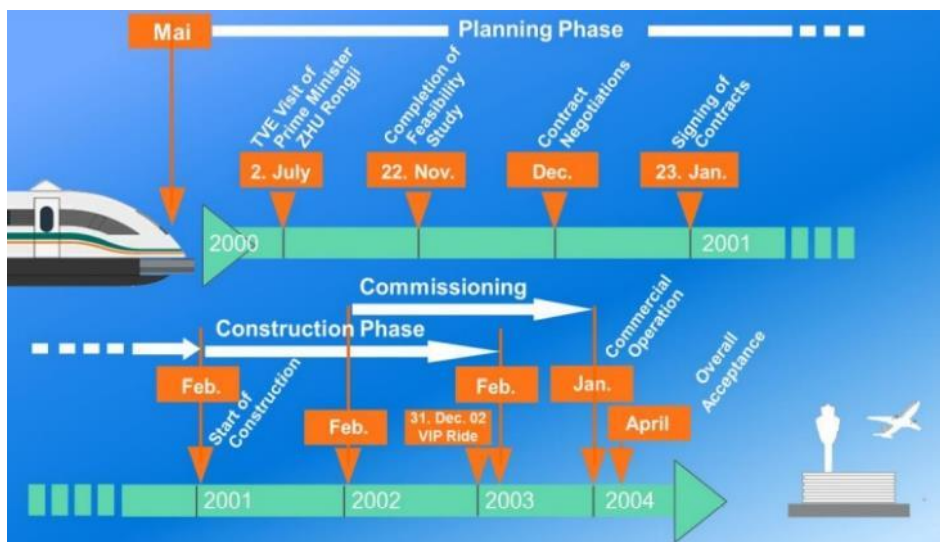 Mai
Planning Phase
TVE Visit of
Prime Minister
ZHU Rongji
Completion of
Feasibility
Study
Contract
Negotiations
Signing of
Contracts
2. July
22. Nov.
Dec.
23. Jan.
2000
2001
Commissioning
Construction Phase
Commercial
Operation
Overall
Acceptance
Feb.
Start of
Construction
Feb.
31. Dec. 02
VIP Ride
Feb.
Jan.
April
2001
2002
2003
2004